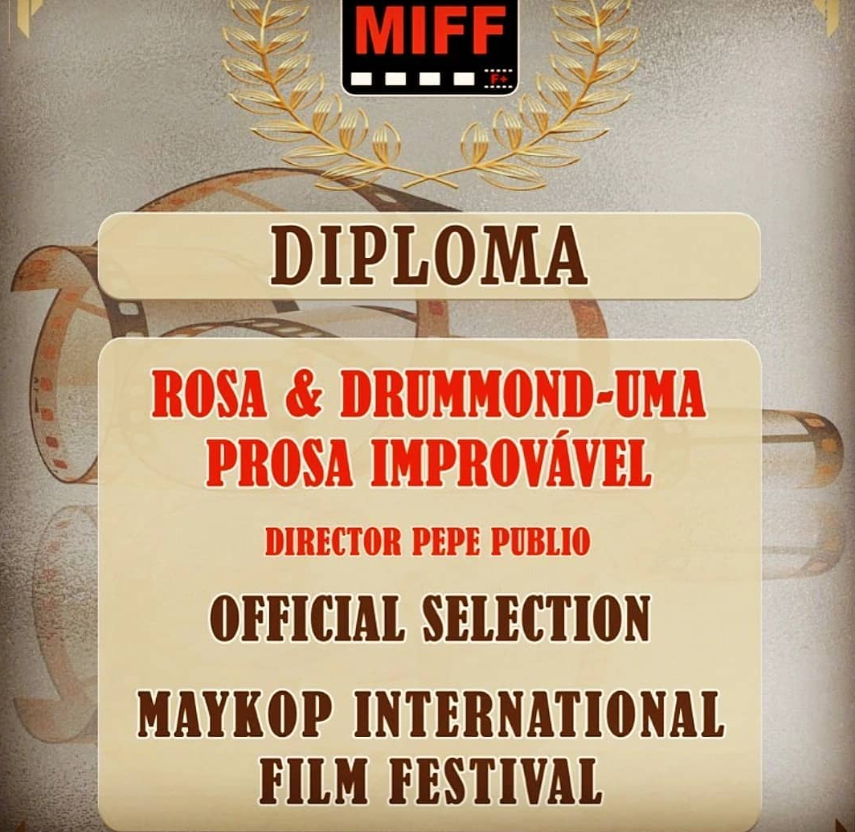 MIFF
F+
DIPLOMA
ROSA & DRUMMOND-UMA
PROSA IMPROVÁVEL
DIRECTOR PEPE PUBLIO
OFFICIAL SELECTION
MAYKOP INTERNATIONAL
FILM FESTIVAL